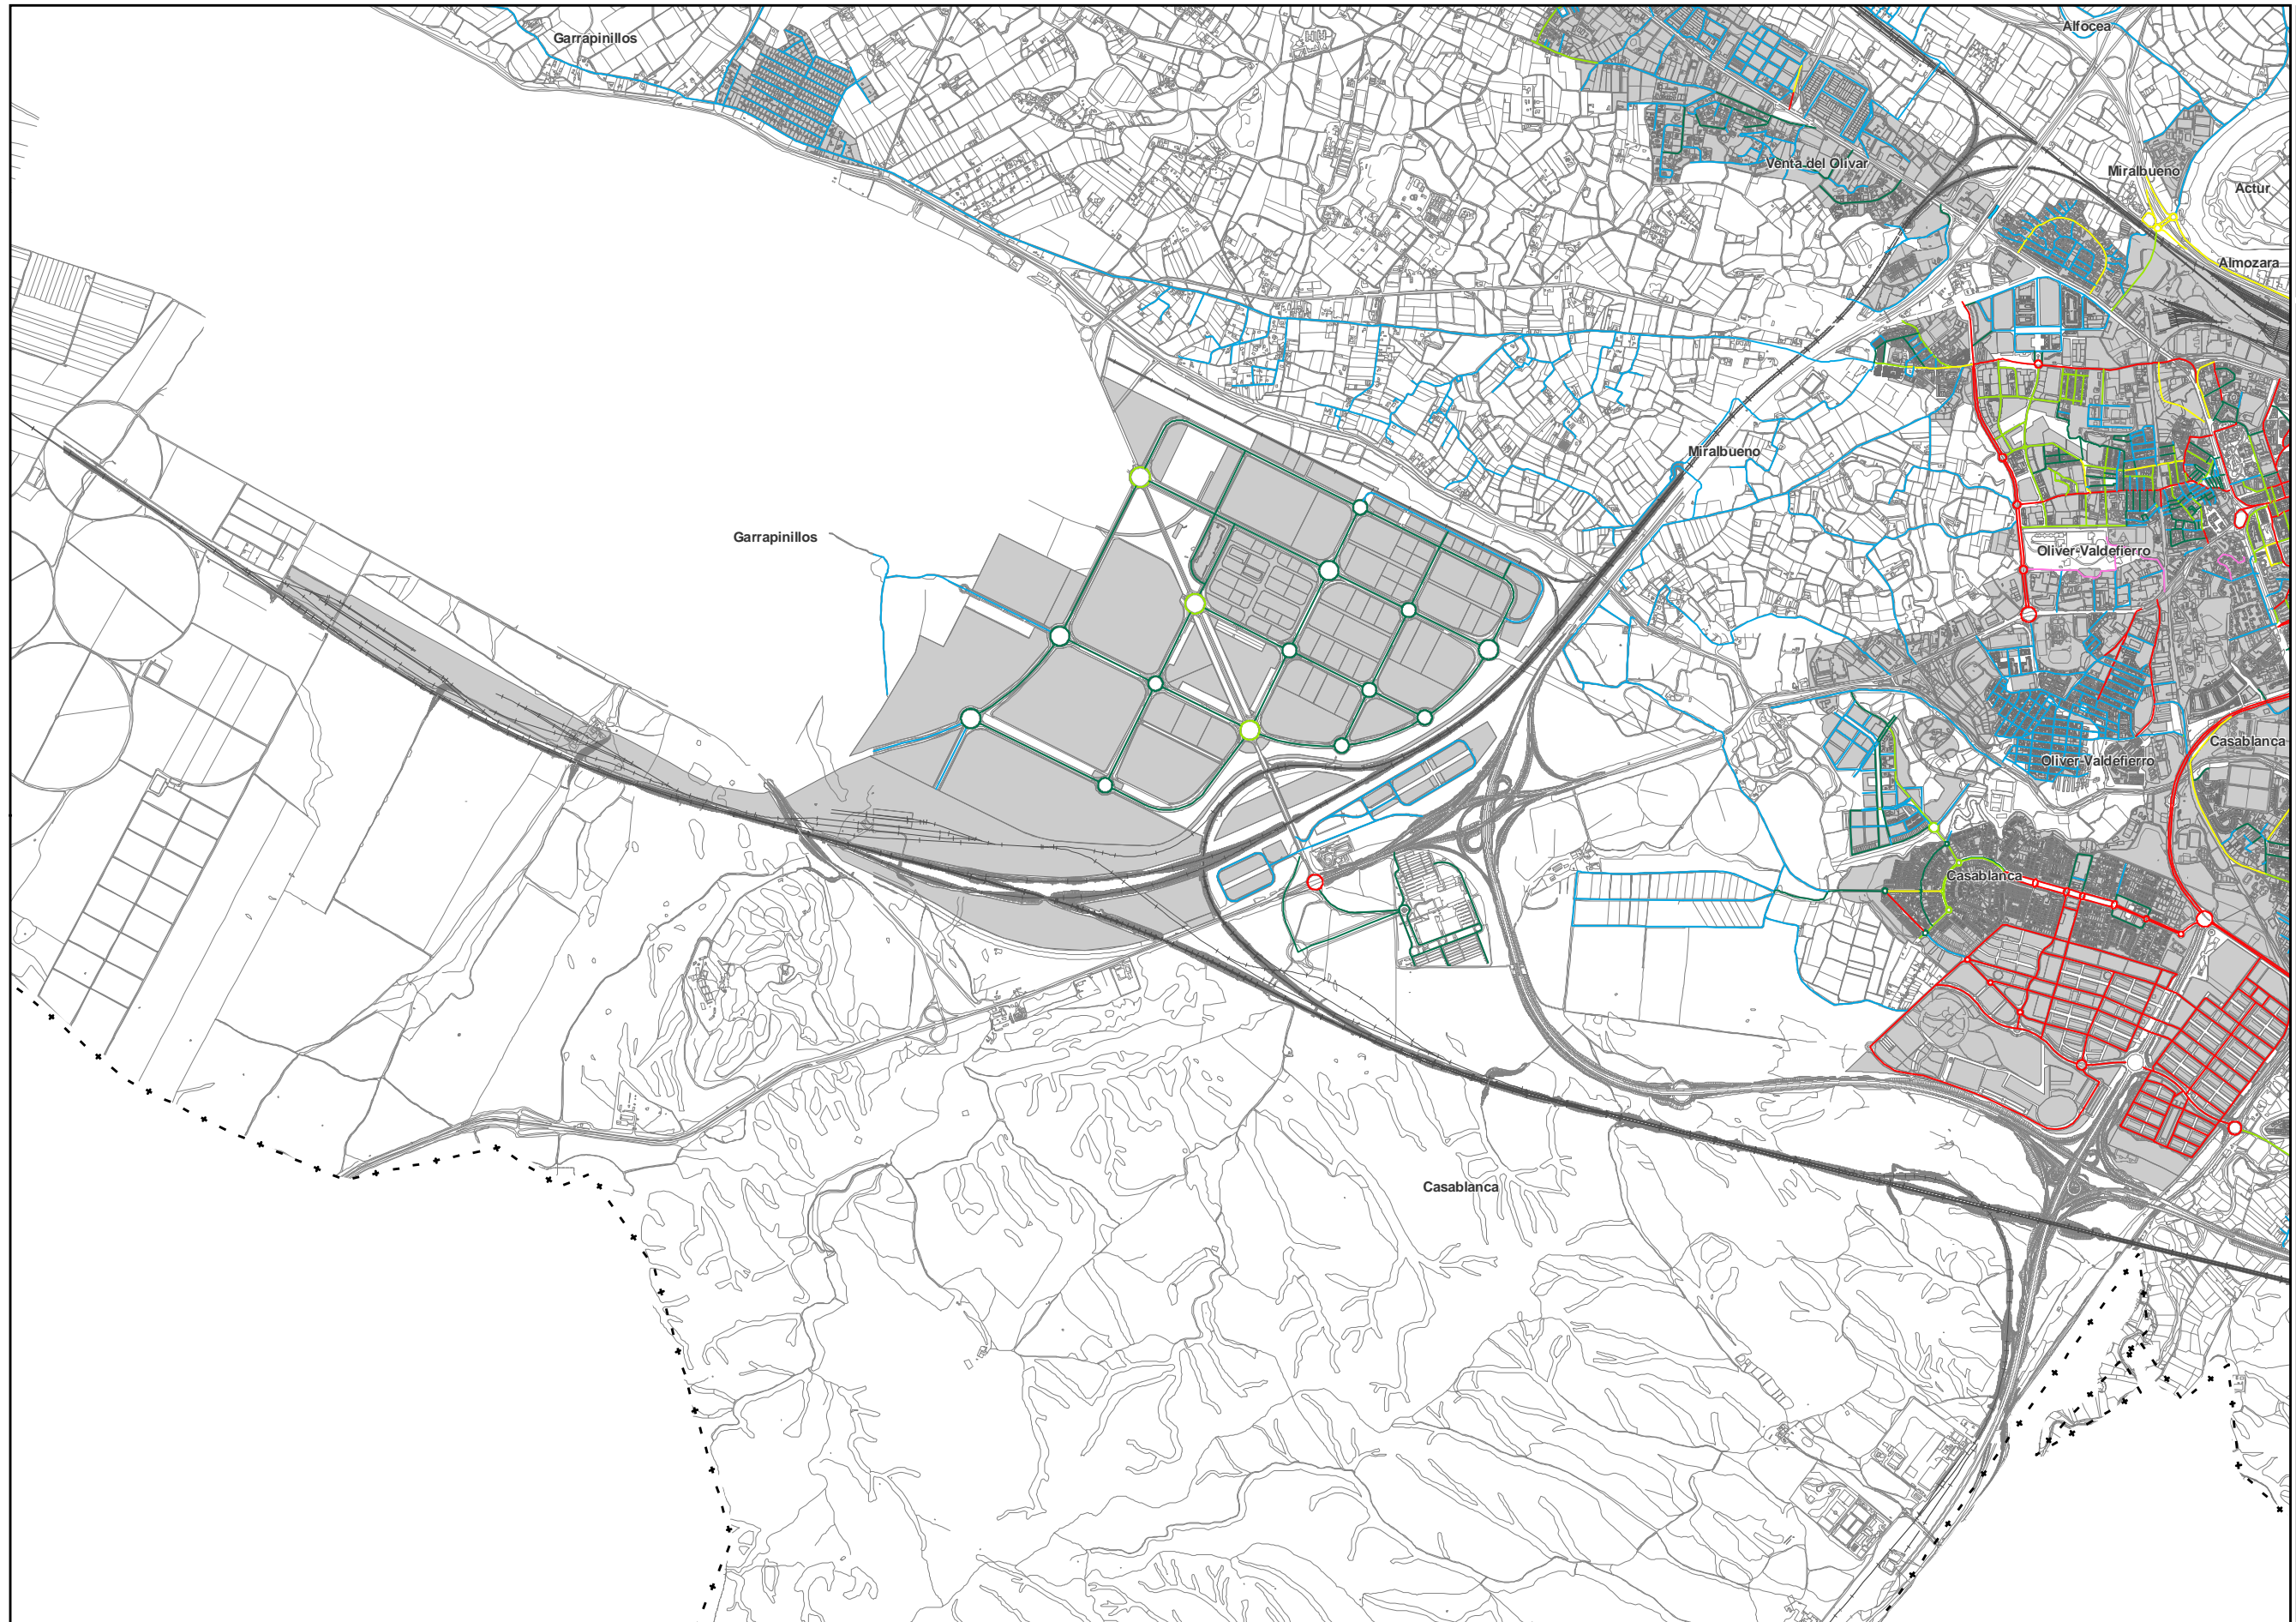 Alfocea
Garrapinillos
Venta del Olivar
Miralbueno
Actur
Almozara
Miralbueno
Garrapinillos
Oliver-Valdefierro
Casablanca
Oliver-Valdefierro
Casablanca
Casablanca